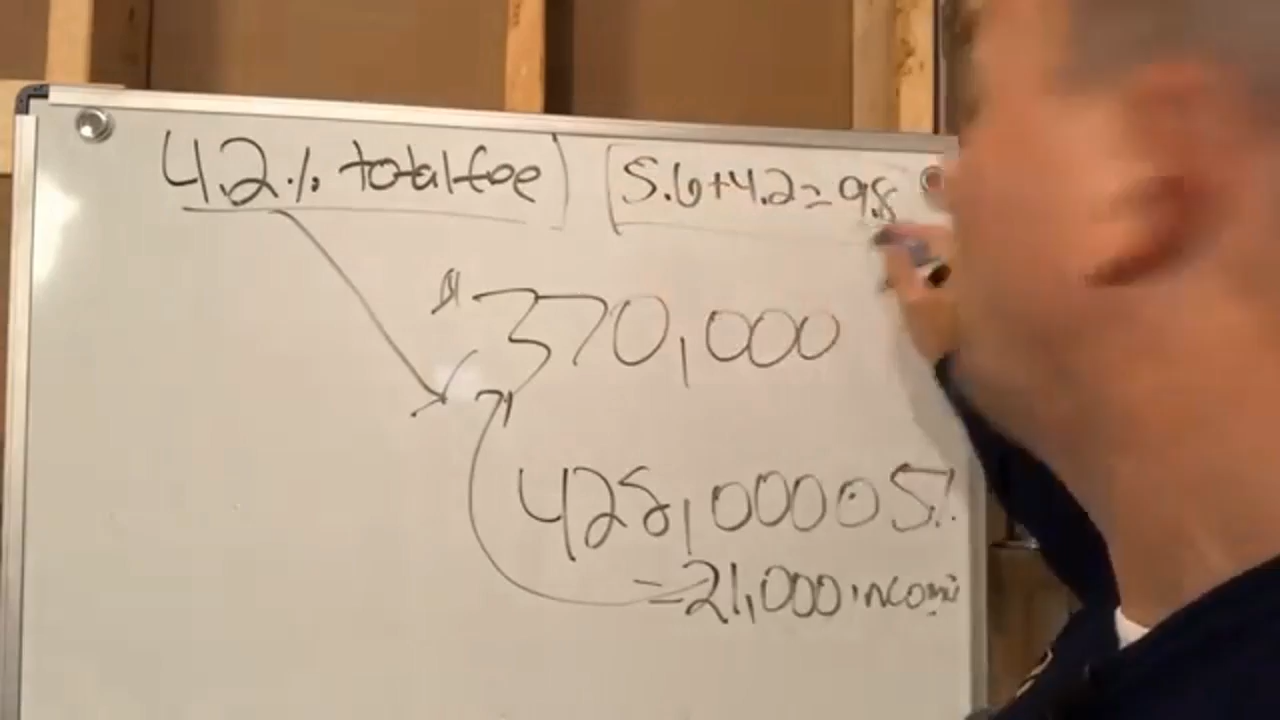 4.2% total fee
5.6+4.2=9.8
$370,000
428,000 @ 5%
=21,000 income